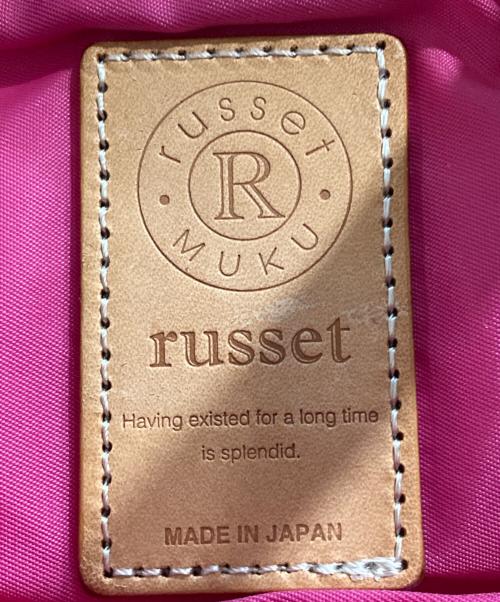 russet
R
MUKU
russet
Having existed for a long time
is splendid.
MADE IN JAPAN